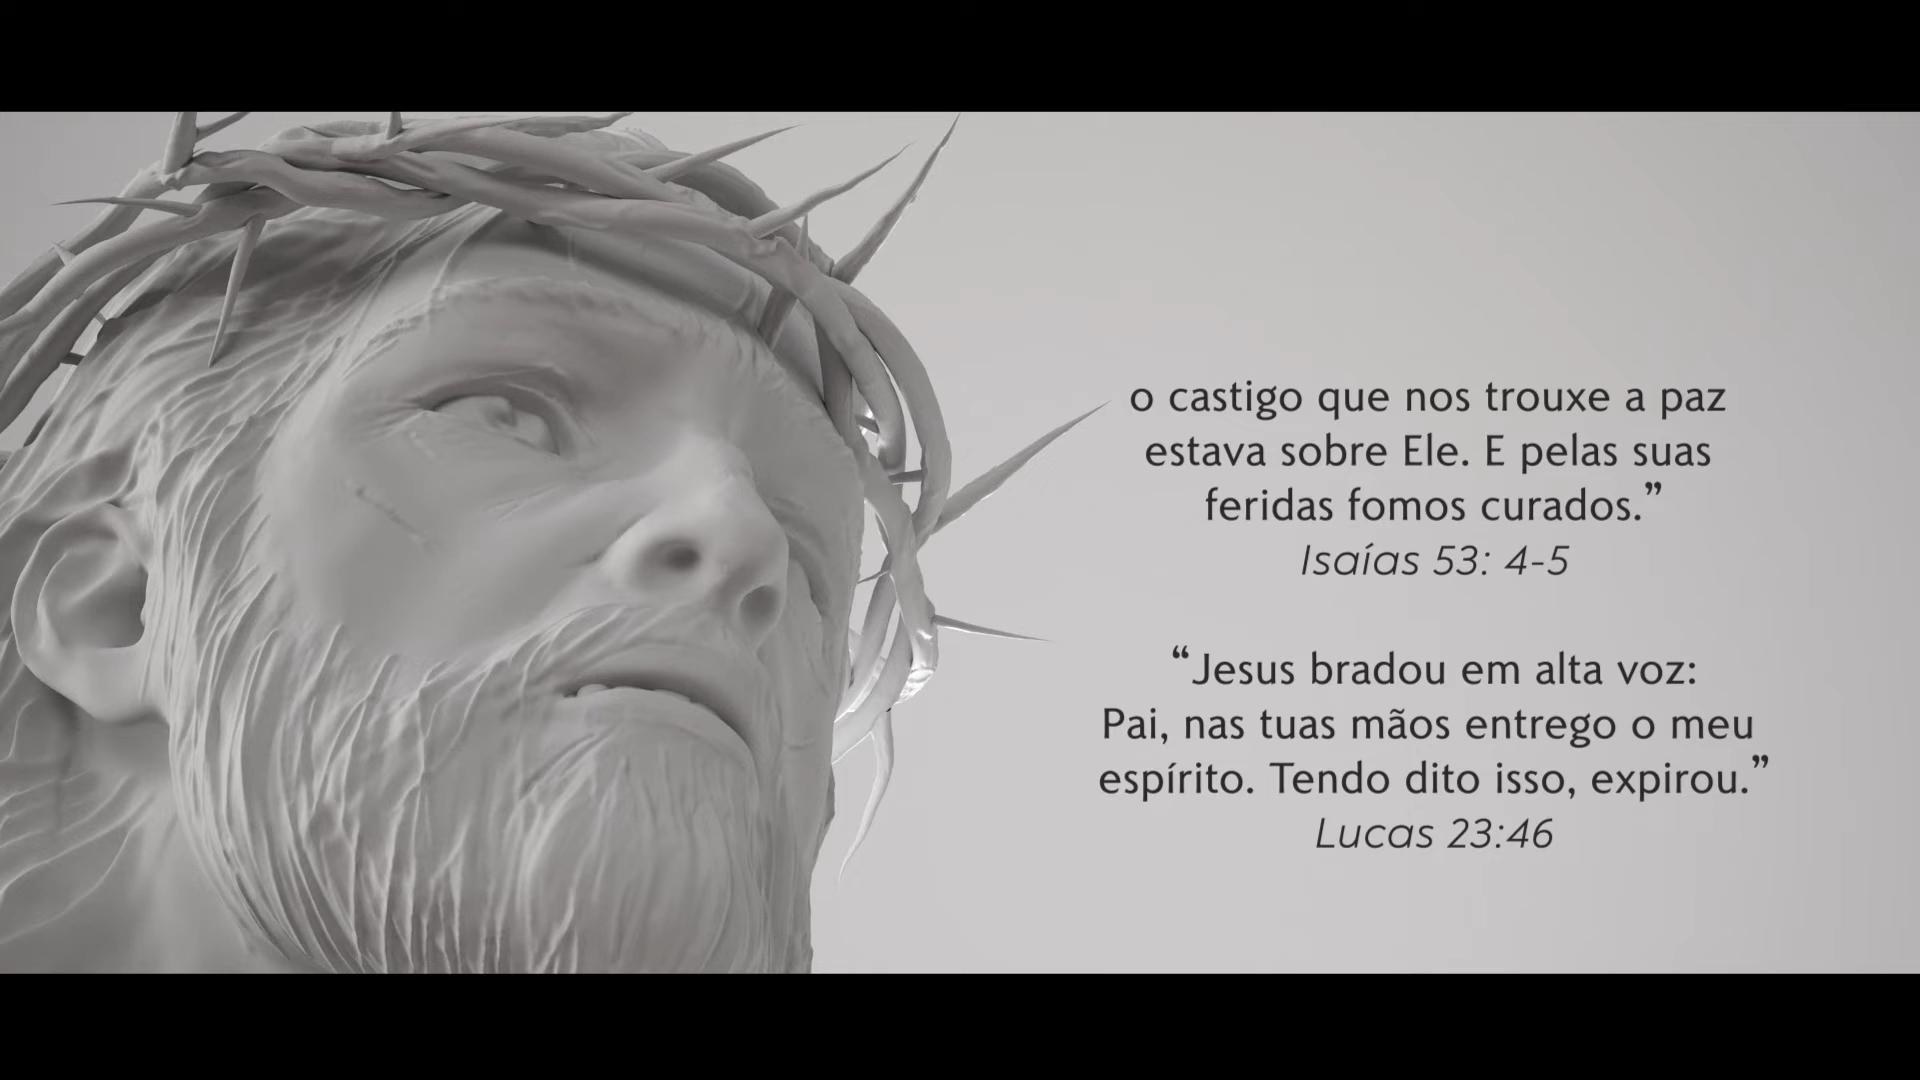 o castigo que nos trouxe a paz
estava sobre Ele. E pelas suas
feridas fomos curados.”
Isaías 53: 4-5
“Jesus bradou em alta voz:
Pai, nas tuas mãos entrego o meu
espírito. Tendo dito isso, expirou.”
Lucas 23:46